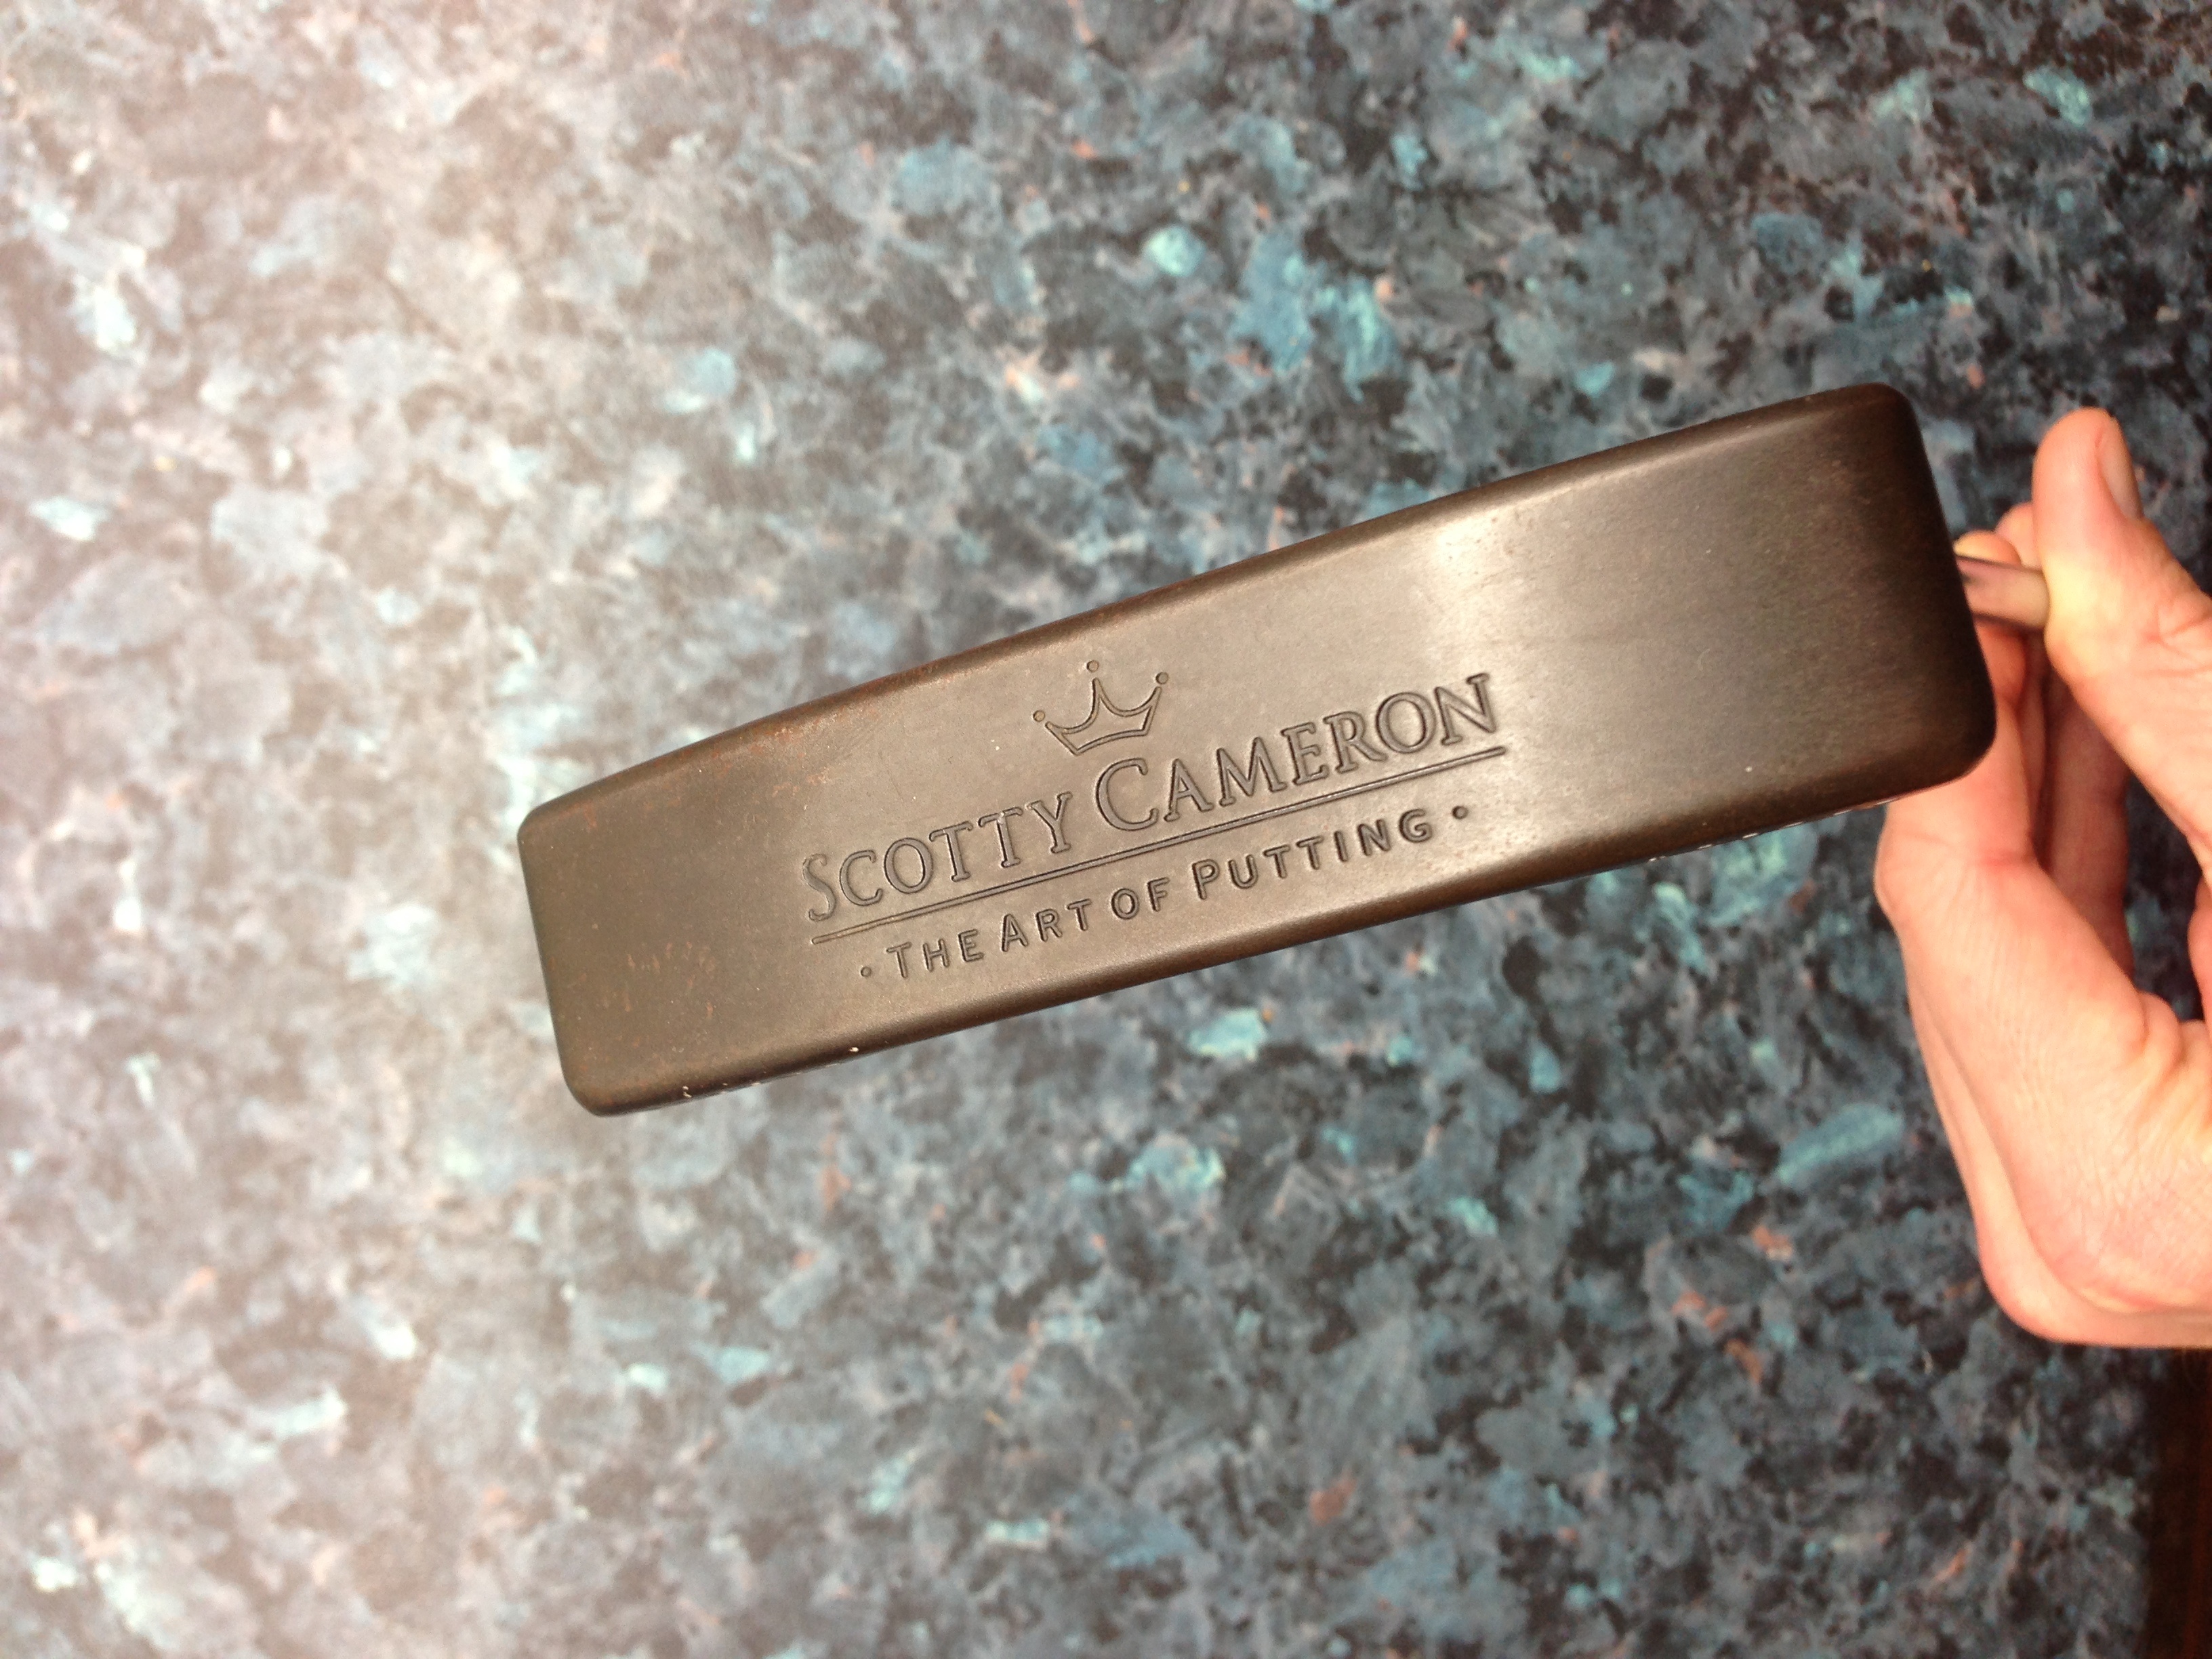 SCOTTY CAMERON
· THE ART OF PUTTING ·